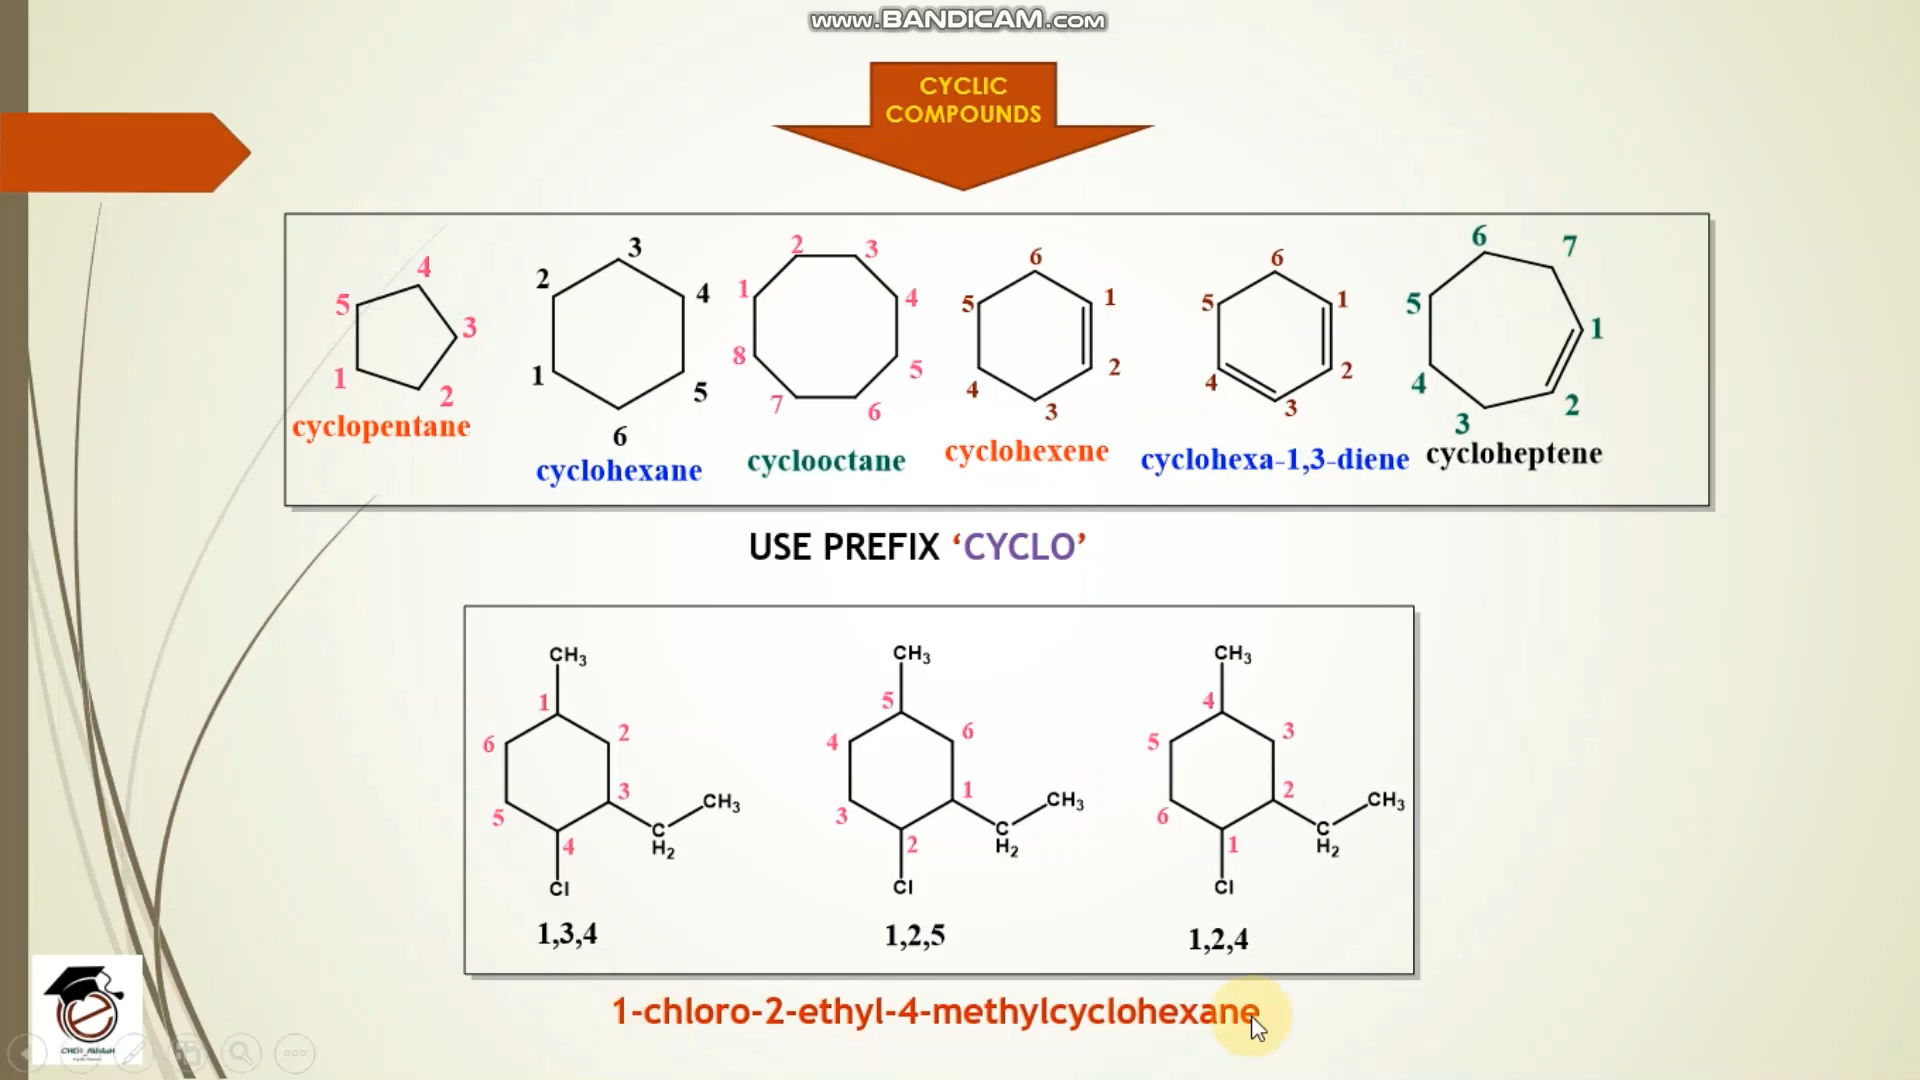 www.BANDICAM.com
CYCLIC
COMPOUNDS
5 4 3 1 2
cyclopentane
3 2 4 1 5 6
cyclohexane
2 3 1 4 8 5 7 6
cyclooctane
6 5 1 4 2 3
cyclohexene
6 5 1 4 2 3
cyclohexa-1,3-diene
6 7 5 1 4 2 3
cycloheptene
USE PREFIX ‘CYCLO’
CH3
1
2
6
3
5
4
CH3
C
H2
Cl
1,3,4
CH3
5
6
4
1
3
2
CH3
C
H2
Cl
1,2,5
CH3
4
3
5
2
6
1
CH3
C
H2
Cl
1,2,4
1-chloro-2-ethyl-4-methylcyclohexane